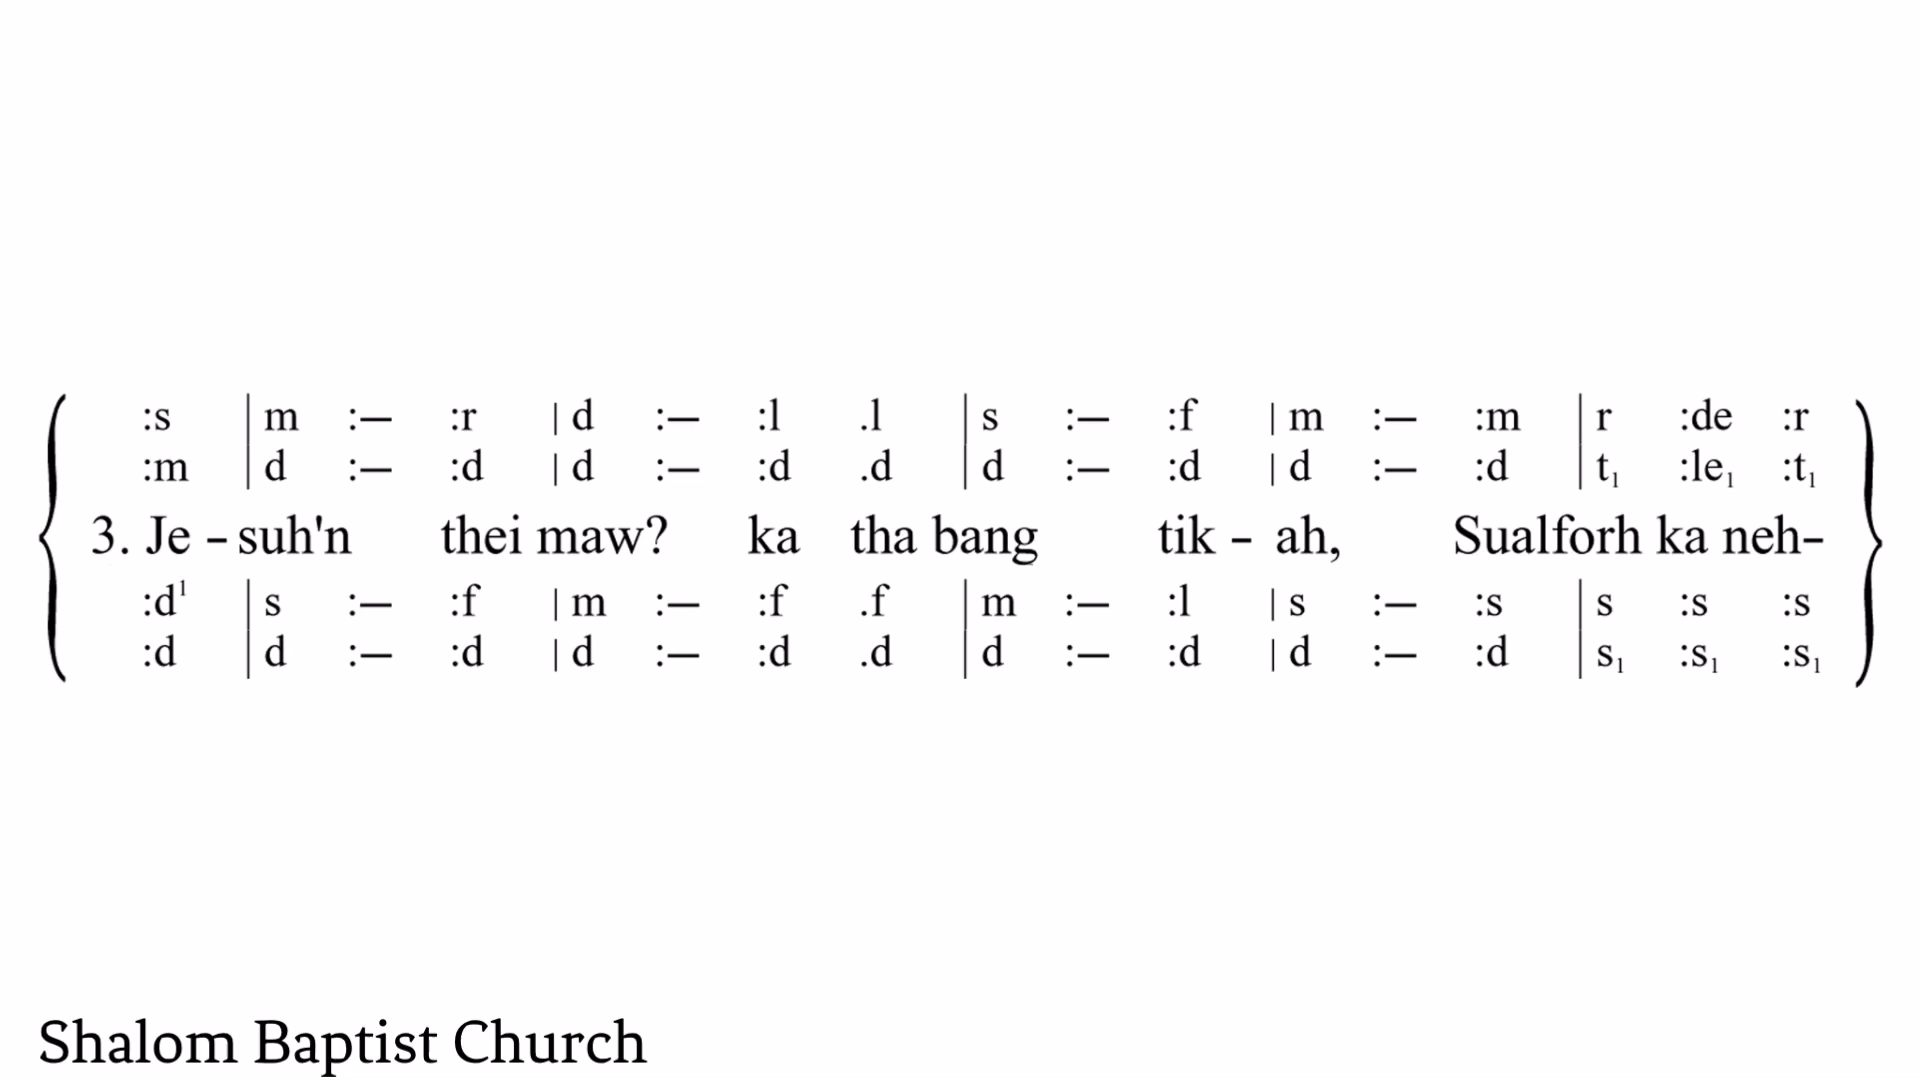 :s | m :— :r | d :— :l .l | s :— :f | m :— :m | r :de :r
:m | d :— :d | d :— :d .d | d :— :d | d :— :d | t₁ :le₁ :t₁
3. Je – suh'n thei maw? ka tha bang tik – ah, Sualforh ka neh–
:d¹ | s :— :f | m :— :f .f | m :— :l | s :— :s | s :s :s
:d | d :— :d | d :— :d .d | d :— :d | d :— :d | s₁ :s₁ :s₁
Shalom Baptist Church